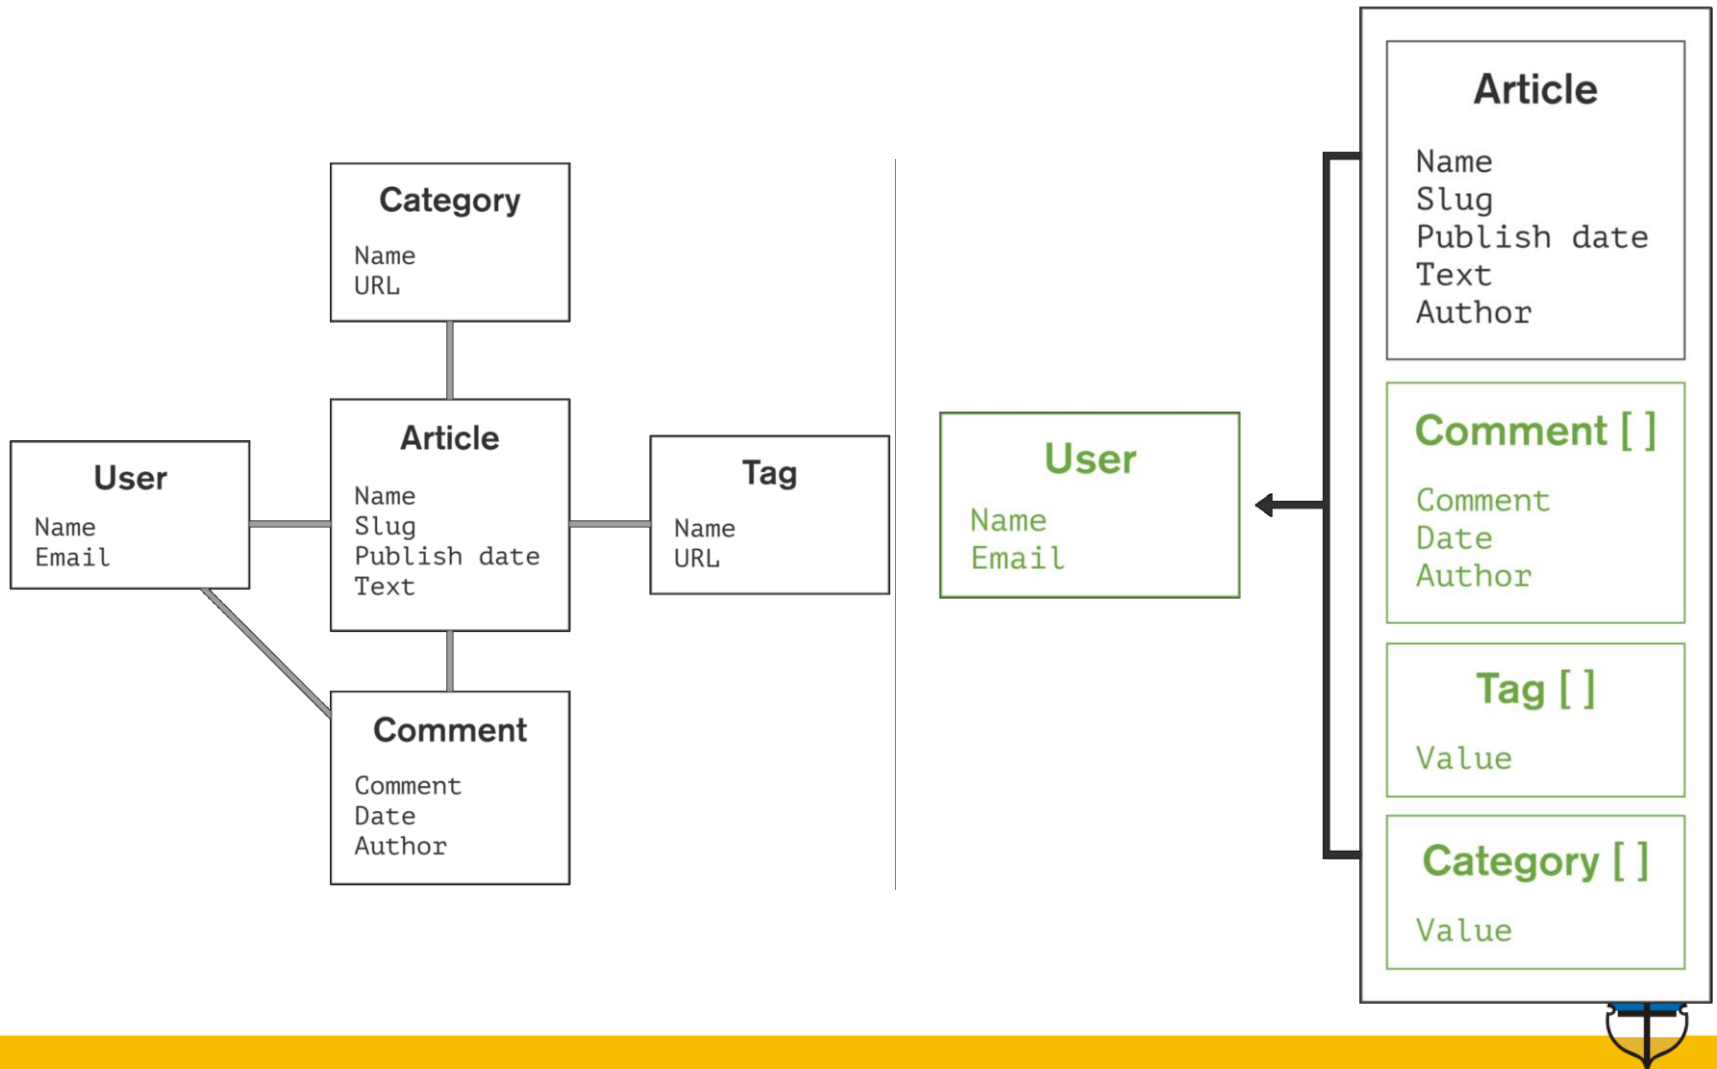 Category
Name
URL
User
Name
Email
Article
Name
Slug
Publish date
Text
Tag
Name
URL
Comment
Comment
Date
Author
User
Name
Email
Article
Name
Slug
Publish date
Text
Author
Comment [ ]
Comment
Date
Author
Tag [ ]
Value
Category [ ]
Value